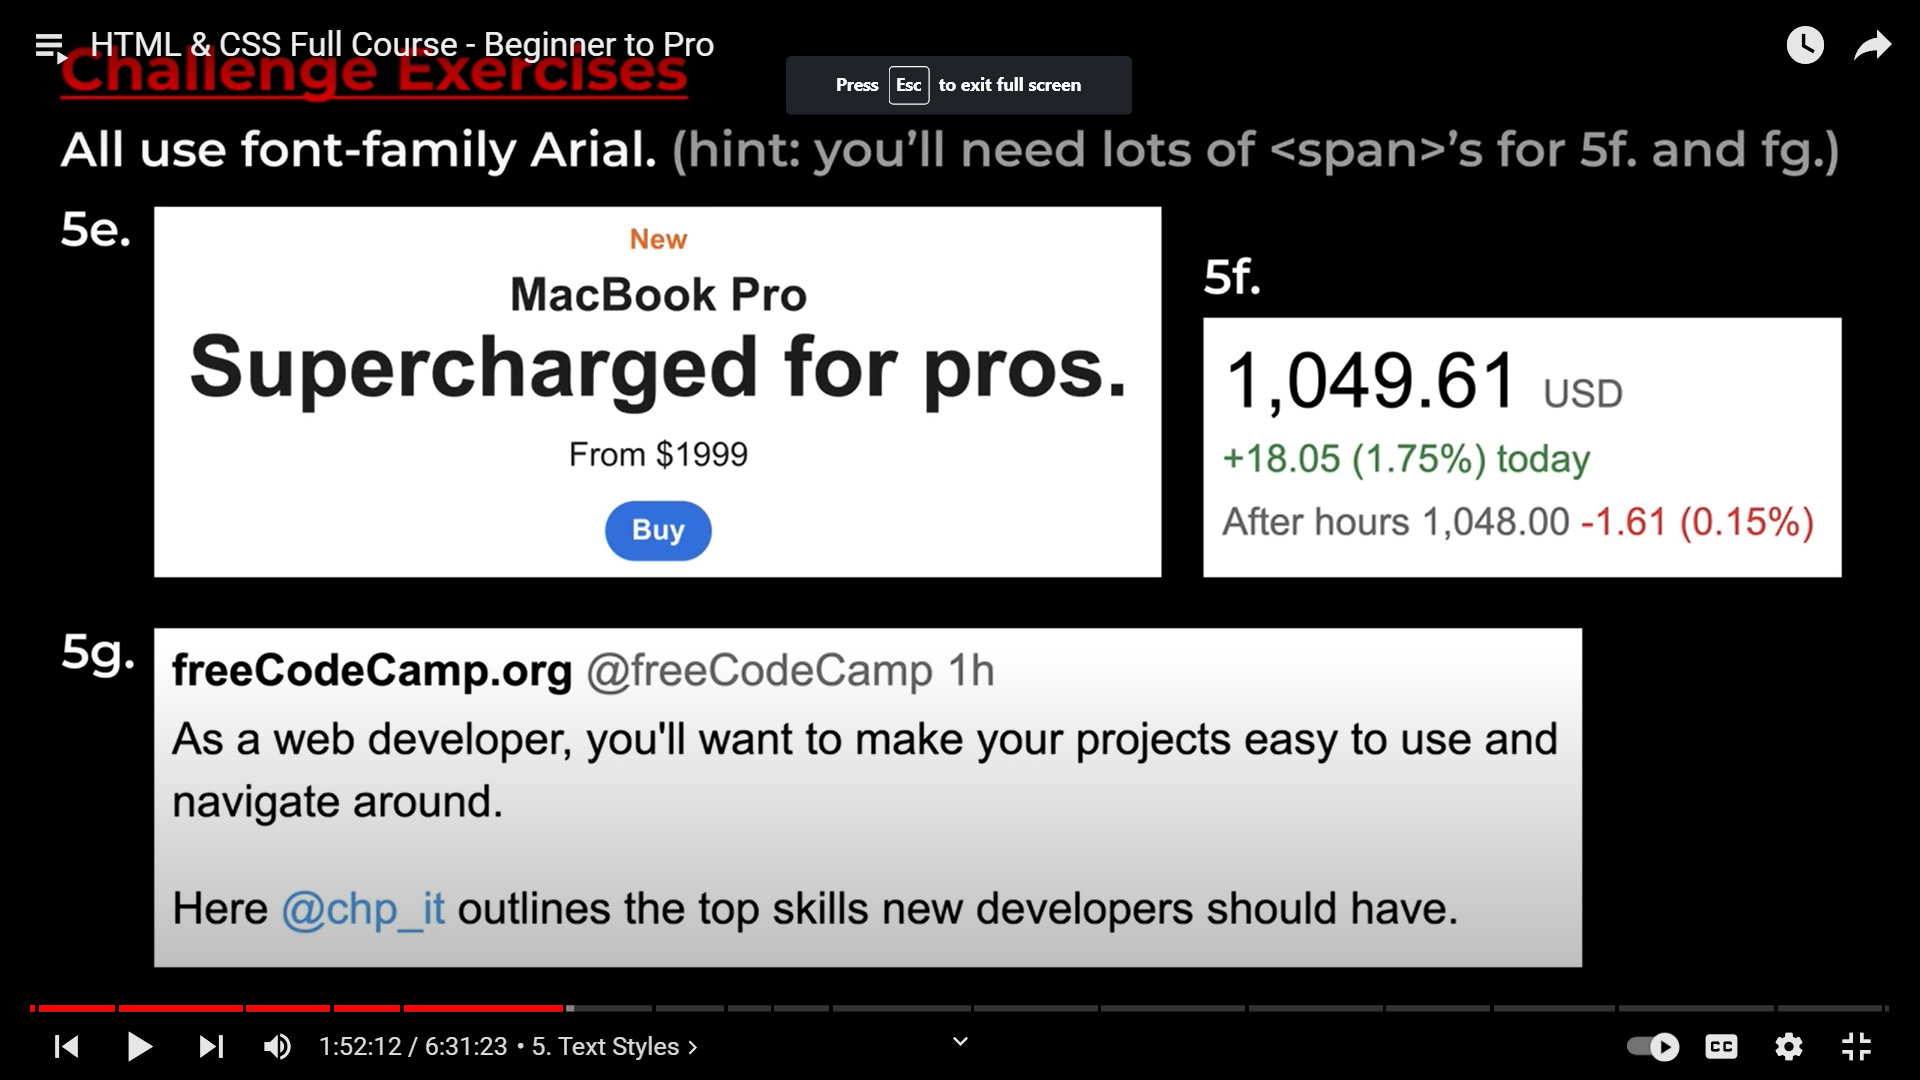 HTML & CSS Full Course - Beginner to Pro
Challenge Exercises
Press Esc to exit full screen
All use font-family Arial. (hint: you’ll need lots of <span>’s for 5f. and fg.)
5e.
New
MacBook Pro
Supercharged for pros.
From $1999
Buy
5f.
1,049.61 USD
+18.05 (1.75%) today
After hours 1,048.00 -1.61 (0.15%)
5g.
freeCodeCamp.org @freeCodeCamp 1h
As a web developer, you'll want to make your projects easy to use and
navigate around.
Here @chp_it outlines the top skills new developers should have.
1:52:12 / 6:31:23 • 5. Text Styles >
CC